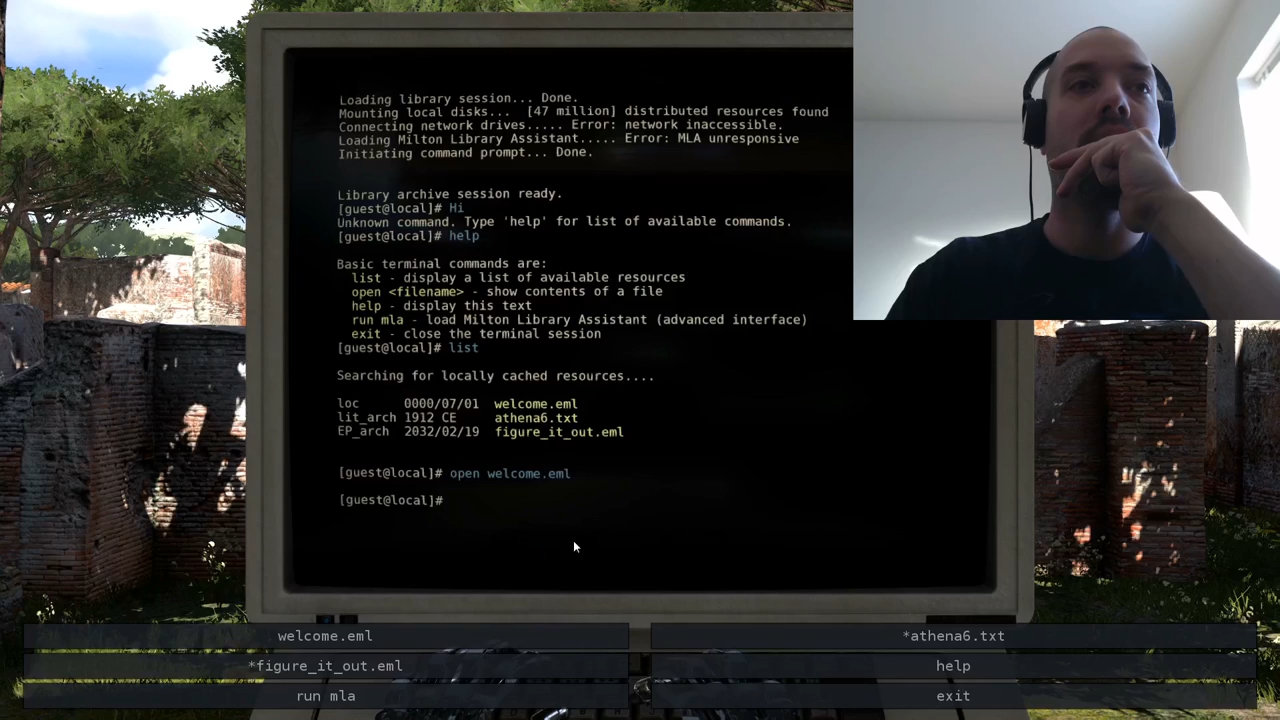 Loading library session... Done.
Mounting local disks...  [47 million] distributed resources found
Connecting network drives..... Error: network inaccessible.
Loading Milton Library Assistant..... Error: MLA unresponsive
Initiating command prompt... Done.
Library archive session ready.
[guest@local]# Hi
Unknown command. Type 'help' for list of available commands.
[guest@local]# help
Basic terminal commands are:
list - display a list of available resources
open <filename> - show contents of a file
help - display this text
run mla - load Milton Library Assistant (advanced interface)
exit - close the terminal session
[guest@local]# list
Searching for locally cached resources....
loc 0000/07/01 welcome.eml
lit_arch 1912 CE athena6.txt
EP_arch 2032/02/19 figure_it_out.eml
[guest@local]# open welcome.eml
[guest@local]#
welcome.eml *athena6.txt
*figure_it_out.eml help
run mla exit